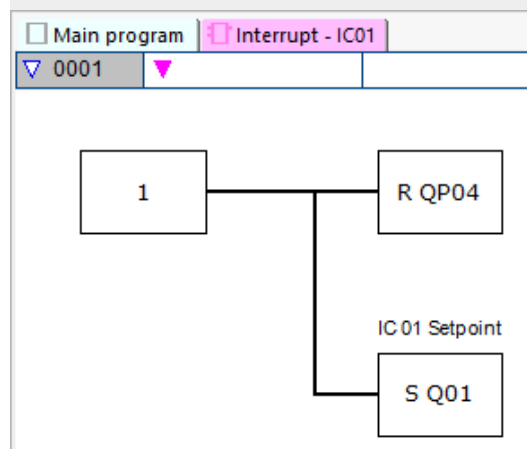 Main program Interrupt - IC01
0001
1 R QP04
IC 01 Setpoint
S Q01